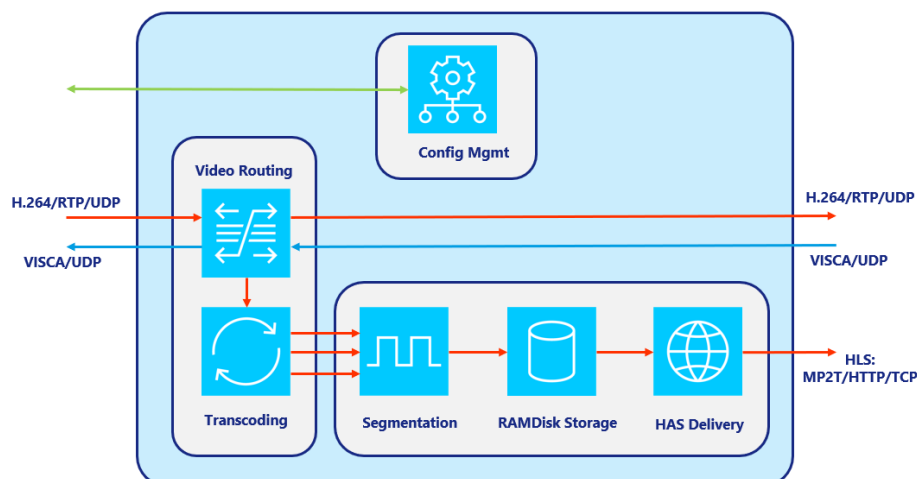 Config Mgmt
Video Routing
H.264/RTP/UDP
H.264/RTP/UDP
VISCA/UDP
VISCA/UDP
HLS:
MP2T/HTTP/TCP
Transcoding
Segmentation
RAMDisk Storage
HAS Delivery